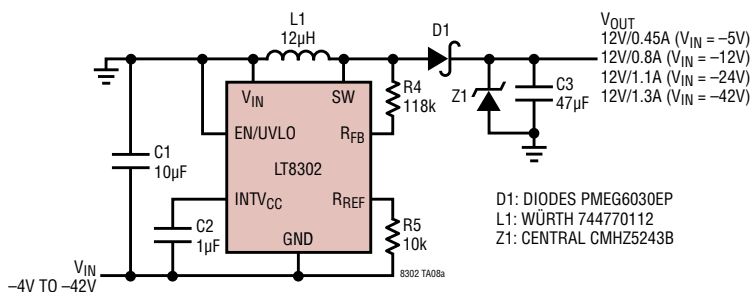 L1
12µH
D1
VOUT
12V/0.45A (VIN = –5V)
12V/0.8A (VIN = –12V)
12V/1.1A (VIN = –24V)
12V/1.3A (VIN = –42V)
VIN
SW
R4
118k
Z1
C3
47µF
EN/UVLO
RFB
C1
10µF
LT8302
INTVCC
RREF
D1: DIODES PMEG6030EP
L1: WÜRTH 744770112
Z1: CENTRAL CMHZ5243B
C2
1µF
R5
10k
GND
8302 TA08a
VIN
–4V TO –42V